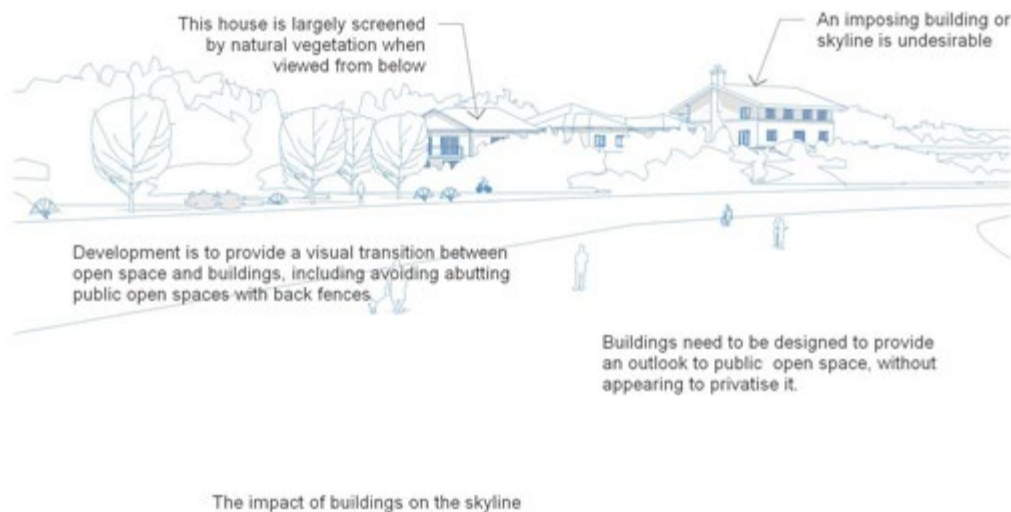 This house is largely screened
by natural vegetation when
viewed from below
An imposing building or
skyline is undesirable
Development is to provide a visual transition between
open space and buildings, including avoiding abutting
public open spaces with back fences
Buildings need to be designed to provide
an outlook to public open space, without
appearing to privatise it.
The impact of buildings on the skyline